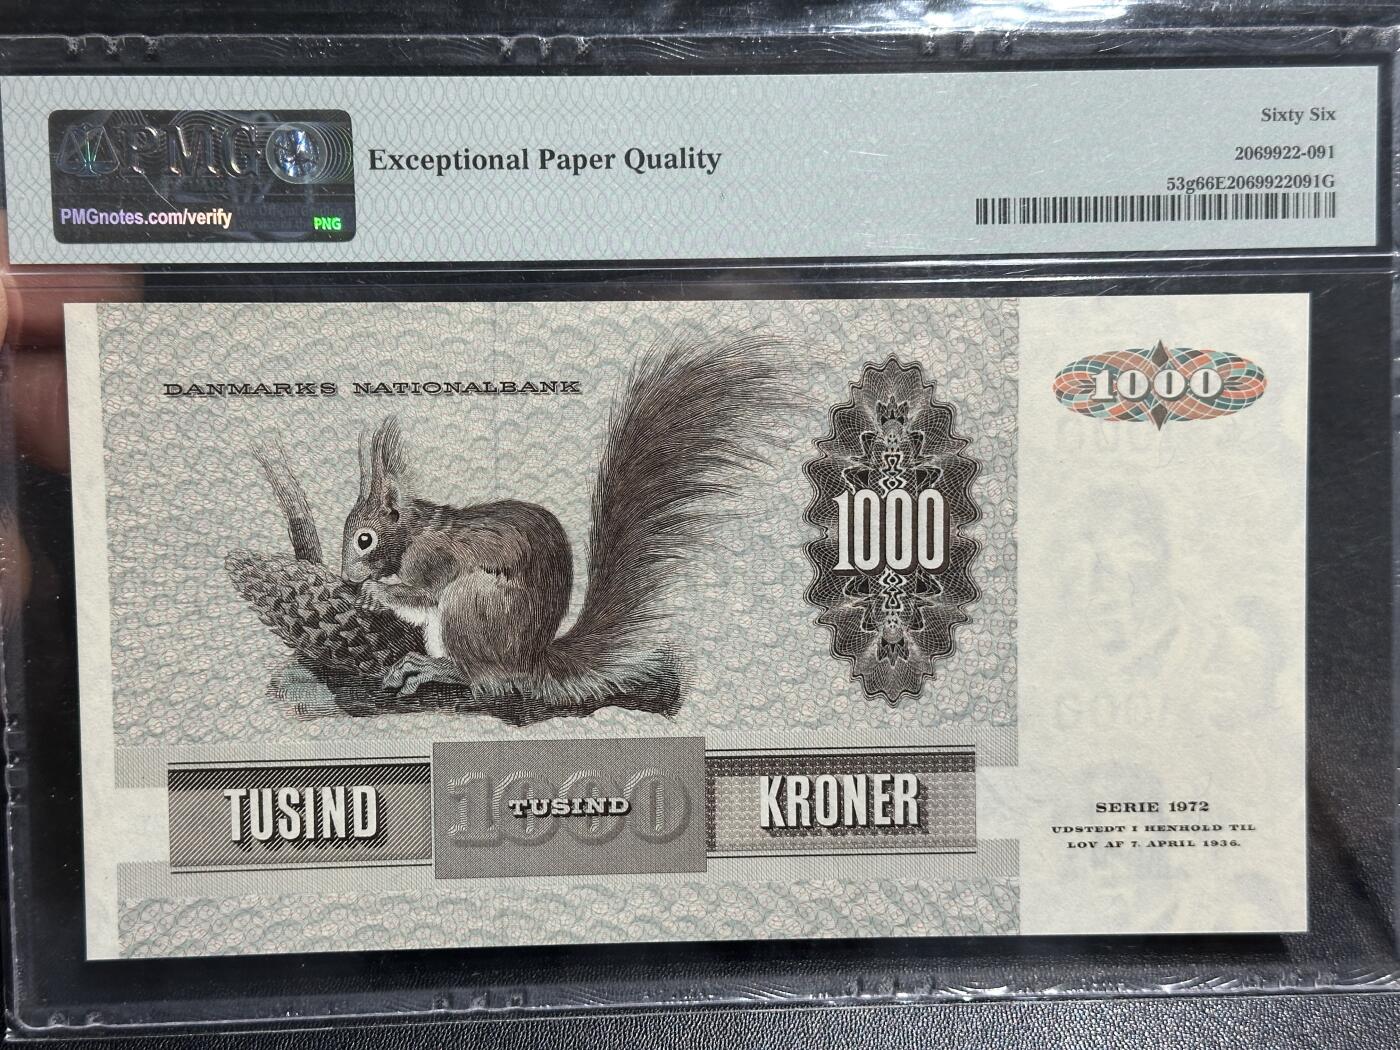 PMG
PMGnotes.com/verify
PNG
Exceptional Paper Quality
Sixty Six
2069922-091
53g66E2069922091G
DANMARKS NATIONALBANK
1000
1000
TUSIND
1000
TUSIND
KRONER
SERIE 1972
UDSTEDT I HENHOLD TIL
LOV AF 7. APRIL 1936.